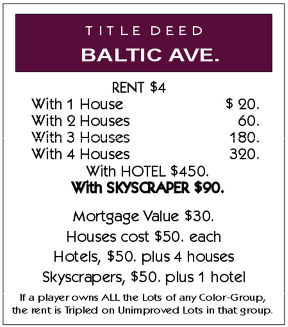 TITLE DEED
BALTIC AVE.
RENT $4
With 1 House $ 20.
With 2 Houses 60.
With 3 Houses 180.
With 4 Houses 320.
With HOTEL $450.
With SKYSCRAPER $90.
Mortgage Value $30.
Houses cost $50. each
Hotels, $50. plus 4 houses
Skyscrapers, $50. plus 1 hotel
If a player owns ALL the Lots of any Color-Group,
the rent is Tripled on Unimproved Lots in that group.